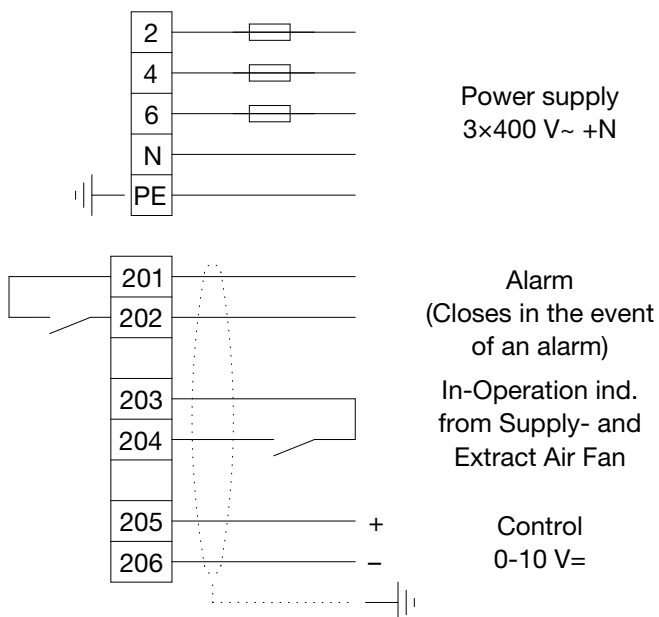 2
4
6
N
PE
Power supply
3×400 V~ +N
201
202
203
204
205
206
Alarm
(Closes in the event
of an alarm)
In-Operation ind.
from Supply- and
Extract Air Fan
+
–
Control
0-10 V=